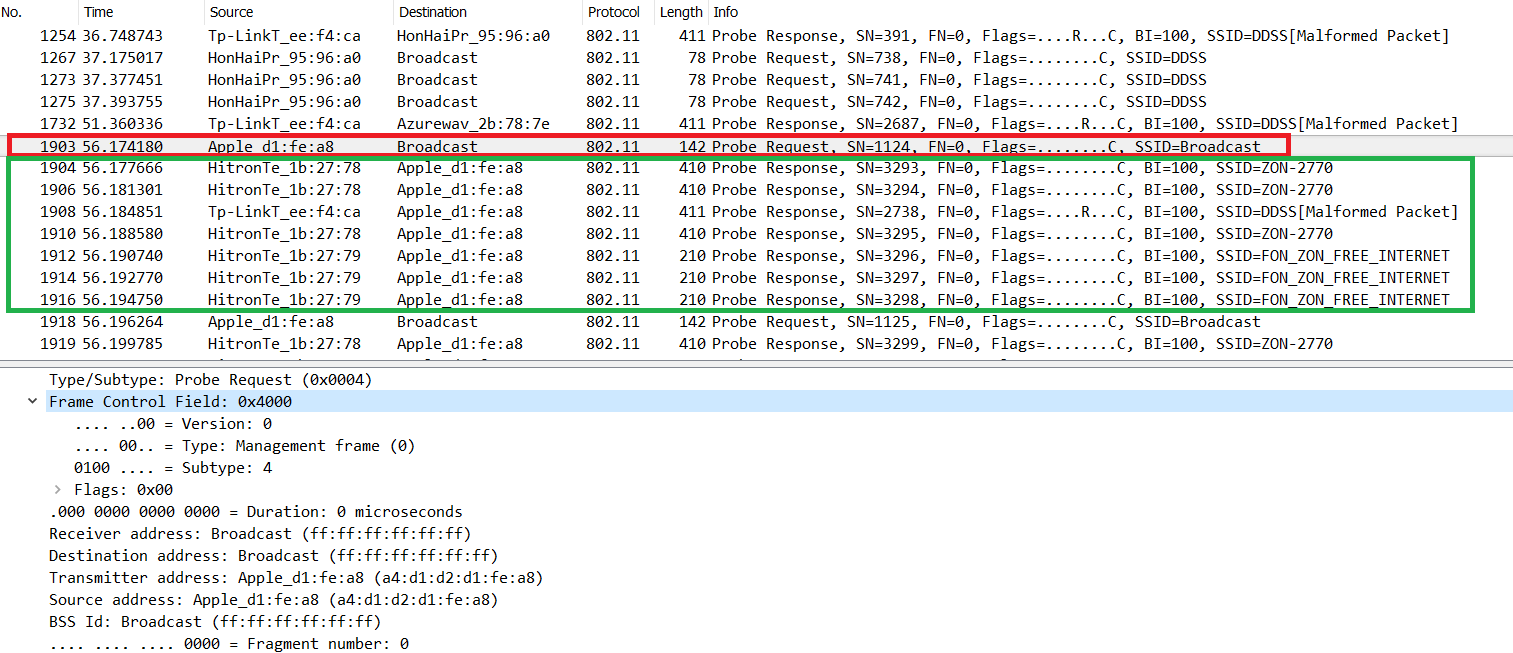 No. Time Source Destination Protocol Length Info
1254 36.748743 Tp-LinkT_ee:f4:ca HonHaiPr_95:96:a0 802.11 411 Probe Response, SN=391, FN=0, Flags=....R...C, BI=100, SSID=DDSS[Malformed Packet]
1267 37.175017 HonHaiPr_95:96:a0 Broadcast 802.11 78 Probe Request, SN=738, FN=0, Flags=........C, SSID=DDSS
1273 37.377451 HonHaiPr_95:96:a0 Broadcast 802.11 78 Probe Request, SN=741, FN=0, Flags=........C, SSID=DDSS
1275 37.393755 HonHaiPr_95:96:a0 Broadcast 802.11 78 Probe Request, SN=742, FN=0, Flags=........C, SSID=DDSS
1732 51.360336 Tp-LinkT_ee:f4:ca Azurewav_2b:78:7e 802.11 411 Probe Response, SN=2687, FN=0, Flags=....R...C, BI=100, SSID=DDSS[Malformed Packet]
1903 56.174180 Apple_d1:fe:a8 Broadcast 802.11 142 Probe Request, SN=1124, FN=0, Flags=........C, SSID=Broadcast
1904 56.177666 HitronTe_1b:27:78 Apple_d1:fe:a8 802.11 410 Probe Response, SN=3293, FN=0, Flags=........C, BI=100, SSID=ZON-2770
1906 56.181301 HitronTe_1b:27:78 Apple_d1:fe:a8 802.11 410 Probe Response, SN=3294, FN=0, Flags=........C, BI=100, SSID=ZON-2770
1908 56.184851 Tp-LinkT_ee:f4:ca Apple_d1:fe:a8 802.11 411 Probe Response, SN=2738, FN=0, Flags=....R...C, BI=100, SSID=DDSS[Malformed Packet]
1910 56.188580 HitronTe_1b:27:78 Apple_d1:fe:a8 802.11 410 Probe Response, SN=3295, FN=0, Flags=........C, BI=100, SSID=ZON-2770
1912 56.190740 HitronTe_1b:27:79 Apple_d1:fe:a8 802.11 210 Probe Response, SN=3296, FN=0, Flags=........C, BI=100, SSID=FON_ZON_FREE_INTERNET
1914 56.192770 HitronTe_1b:27:79 Apple_d1:fe:a8 802.11 210 Probe Response, SN=3297, FN=0, Flags=........C, BI=100, SSID=FON_ZON_FREE_INTERNET
1916 56.194750 HitronTe_1b:27:79 Apple_d1:fe:a8 802.11 210 Probe Response, SN=3298, FN=0, Flags=........C, BI=100, SSID=FON_ZON_FREE_INTERNET
1918 56.196264 Apple_d1:fe:a8 Broadcast 802.11 142 Probe Request, SN=1125, FN=0, Flags=........C, SSID=Broadcast
1919 56.199785 HitronTe_1b:27:78 Apple_d1:fe:a8 802.11 410 Probe Response, SN=3299, FN=0, Flags=........C, BI=100, SSID=ZON-2770
Type/Subtype: Probe Request (0x0004)
Frame Control Field: 0x4000
.... ..00 = Version: 0
.... 00.. = Type: Management frame (0)
0100 .... = Subtype: 4
Flags: 0x00
.000 0000 0000 0000 = Duration: 0 microseconds
Receiver address: Broadcast (ff:ff:ff:ff:ff:ff)
Destination address: Broadcast (ff:ff:ff:ff:ff:ff)
Transmitter address: Apple_d1:fe:a8 (a4:d1:d2:d1:fe:a8)
Source address: Apple_d1:fe:a8 (a4:d1:d2:d1:fe:a8)
BSS Id: Broadcast (ff:ff:ff:ff:ff:ff)
.... .... .... 0000 = Fragment number: 0